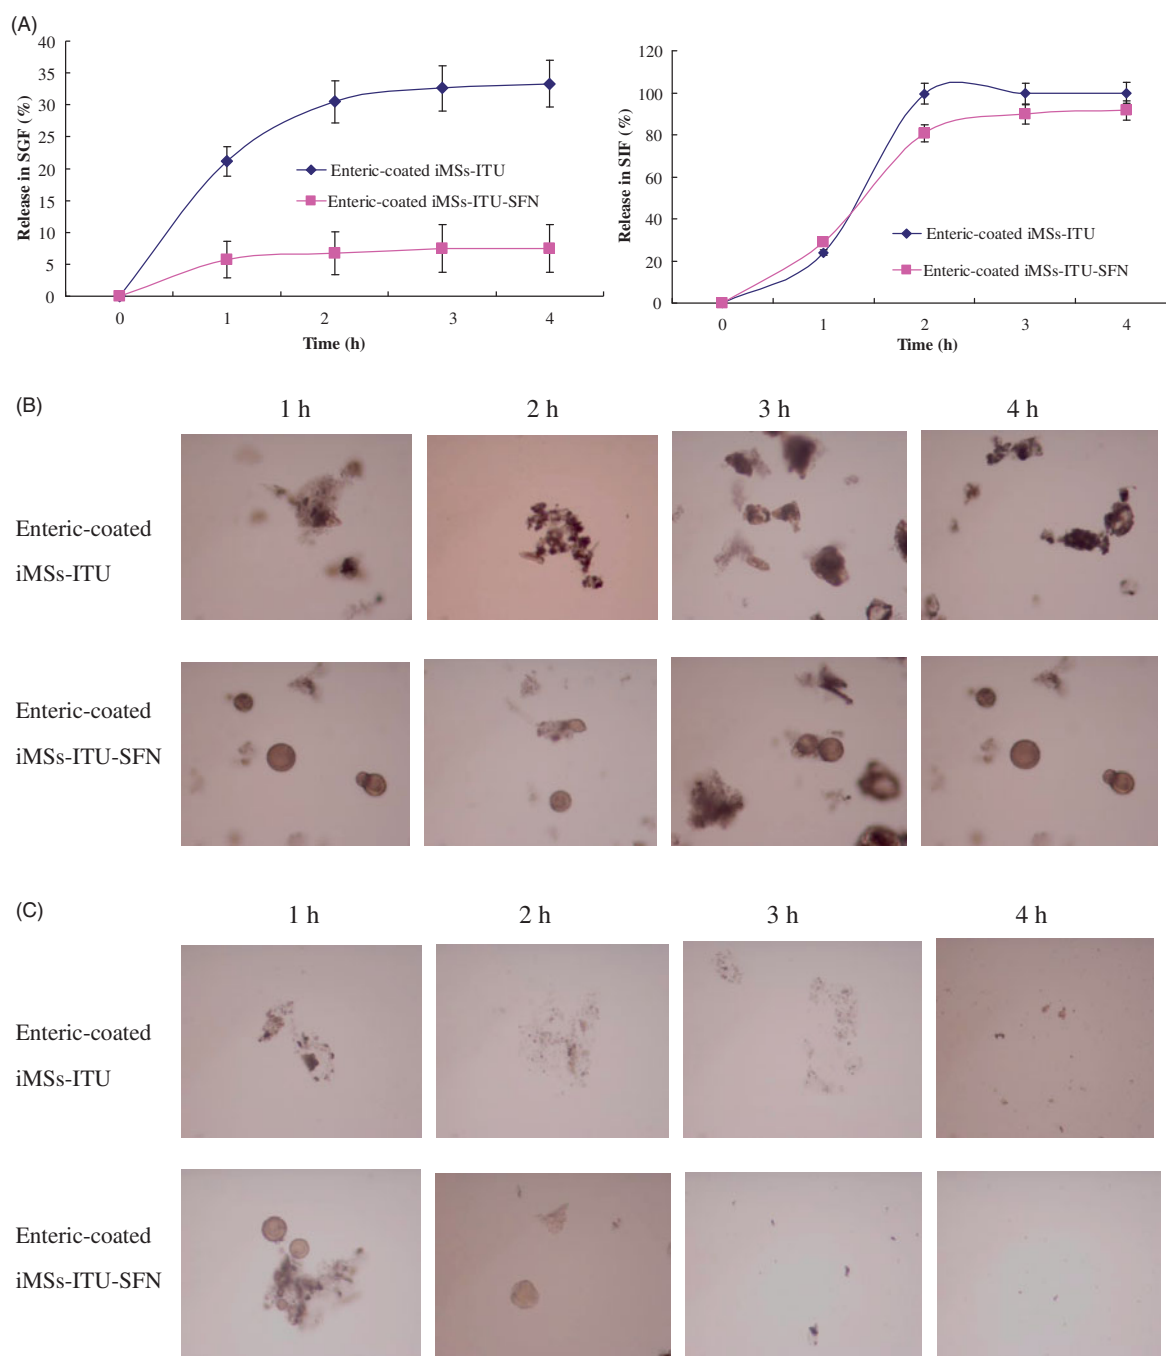 (A)
40
35
30
25
20
15
10
5
0
Release in SGF (%)
Enteric-coated iMSs-ITU
Enteric-coated iMSs-ITU-SFN
0 1 2 3 4
Time (h)
120
100
80
60
40
20
0
Release in SIF (%)
Enteric-coated iMSs-ITU
Enteric-coated iMSs-ITU-SFN
0 1 2 3 4
Time (h)
(B)
1 h 2 h 3 h 4 h
Enteric-coated
iMSs-ITU
Enteric-coated
iMSs-ITU-SFN
(C)
1 h 2 h 3 h 4 h
Enteric-coated
iMSs-ITU
Enteric-coated
iMSs-ITU-SFN